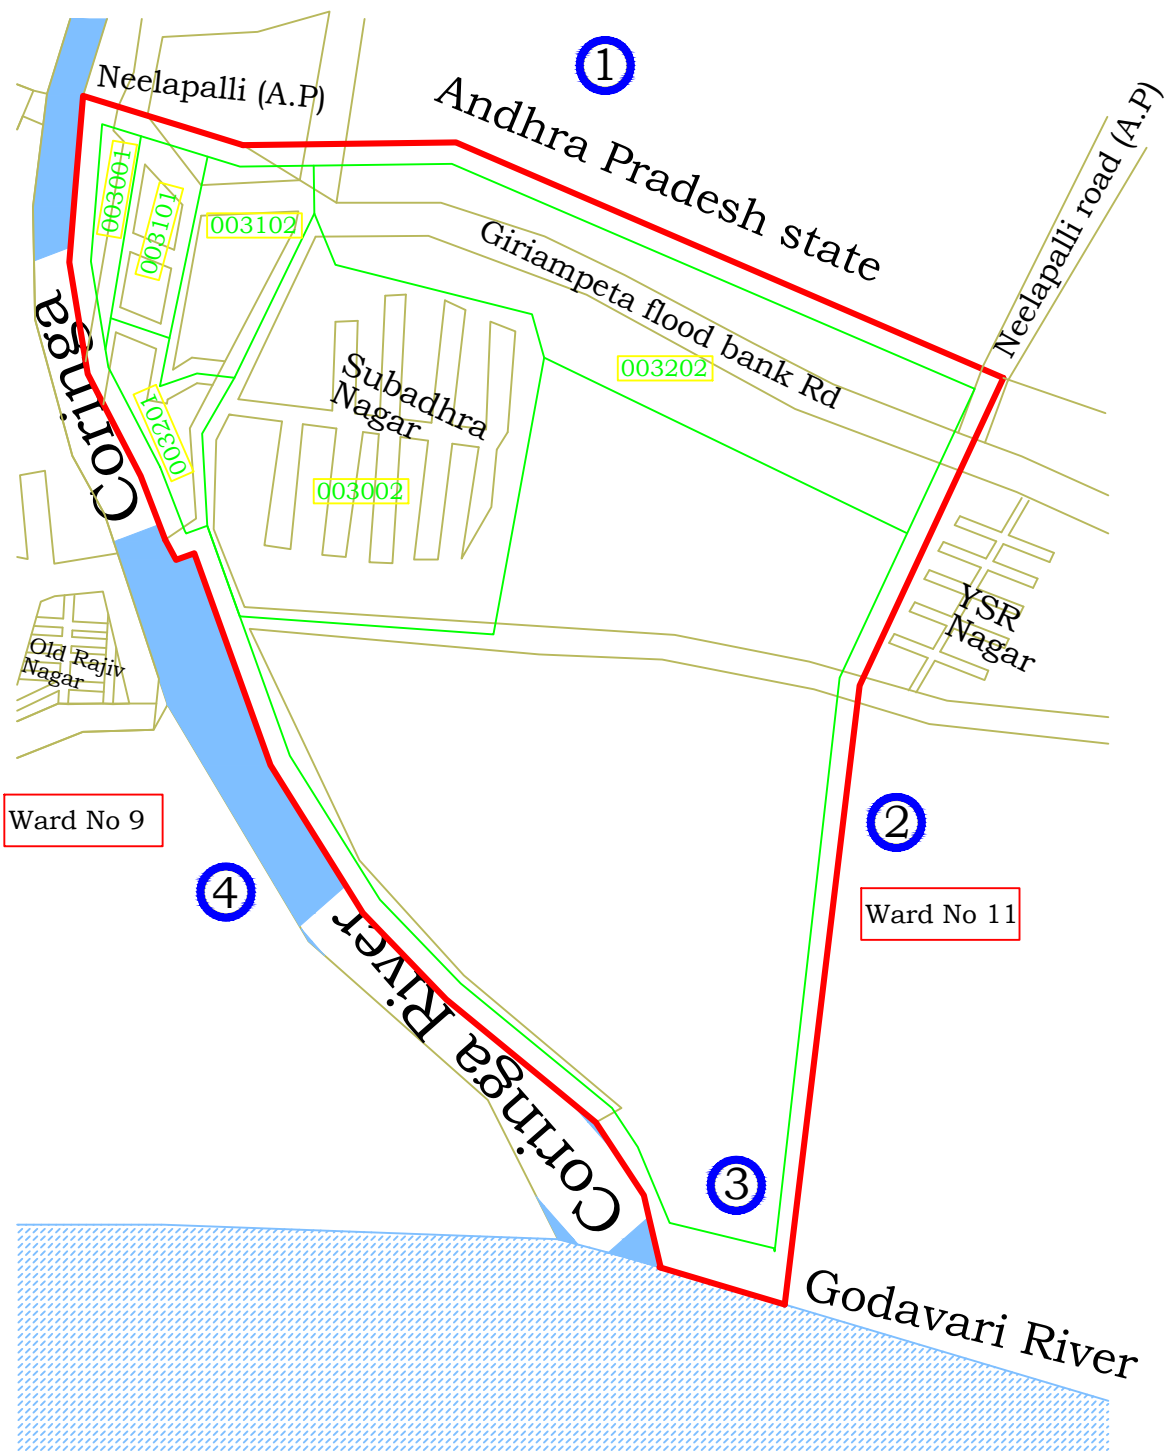 1
Neelapalli (A.P)
Andhra Pradesh state
Neelapalli road (A.P)
003001
003101
003102
Giriampeta flood bank Rd
Coringa
Subadhra
Nagar
003202
003201
003002
YSR
Nagar
Old Rajiv
Nagar
Ward No 9
2
4
Ward No 11
Coringa River
3
Godavari River